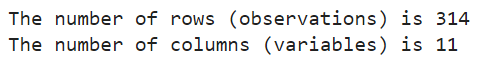 The number of rows (observations) is 314
The number of columns (variables) is 11